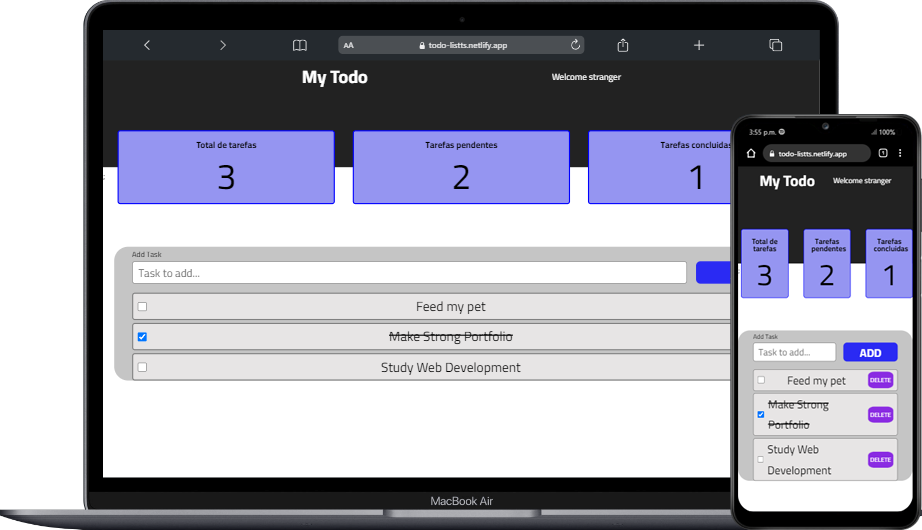 AA todo-listts.netlify.app
My Todo
Welcome stranger
Total de tarefas
3
Tarefas pendentes
2
Tarefas concluidas
1
Add Task
Task to add...
Feed my pet
Make Strong Portfolio
Study Web Development
MacBook Air
3:55 p.m.
100%
todo-listts.netlify.app
1
My Todo
Welcome stranger
Total de
tarefas
3
Tarefas
pendentes
2
Tarefas
concluidas
1
Add Task
Task to add...
ADD
Feed my pet
DELETE
Make Strong
Portfolio
DELETE
Study Web
Development
DELETE